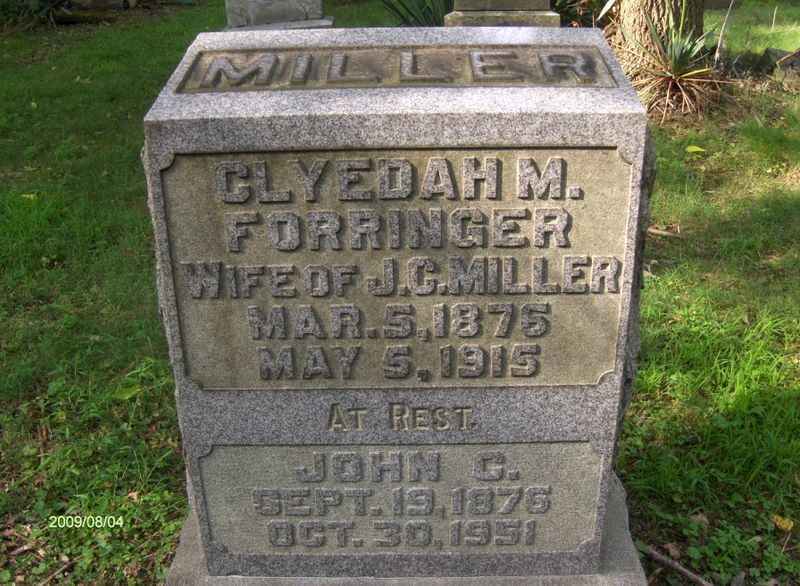 MILLER
CLYEDAH M.
FORRINGER
WIFE OF J.C. MILLER
MAR. 5, 1876
MAY 5, 1915
AT REST.
JOHN C.
SEPT. 19, 1876
OCT. 30, 1951
2009/08/04